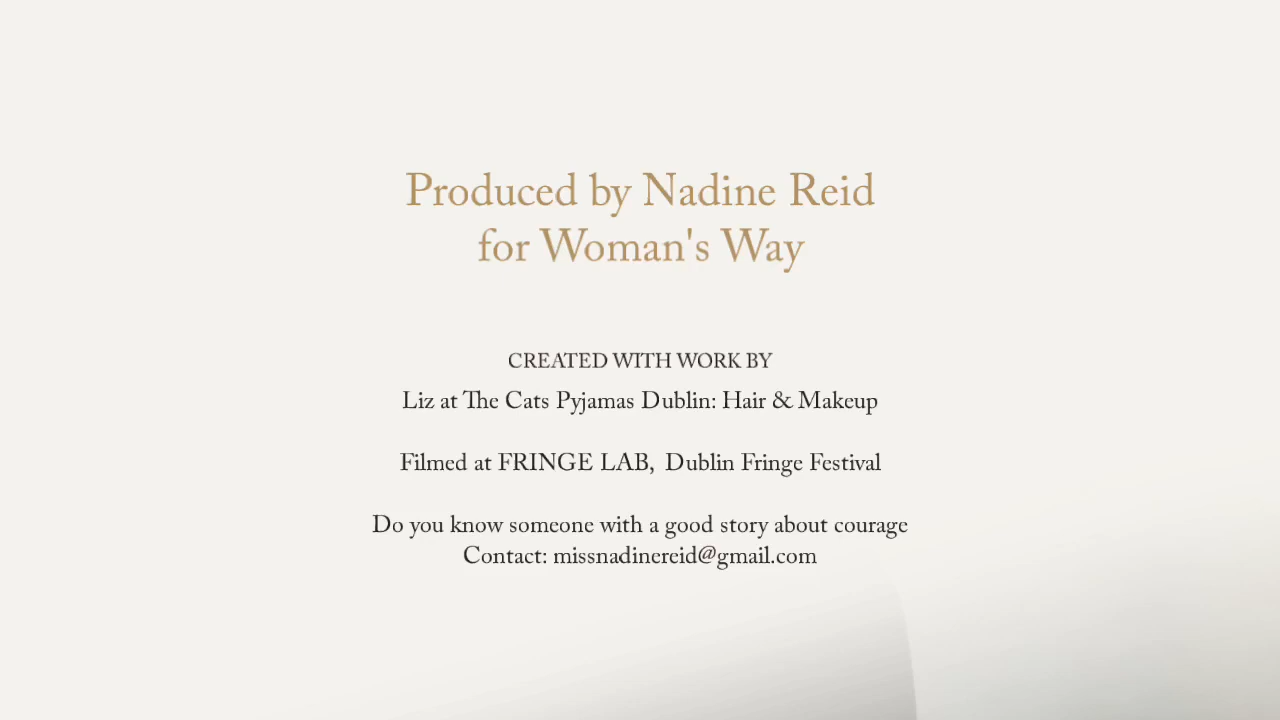 Produced by Nadine Reid
for Woman's Way
CREATED WITH WORK BY
Liz at The Cats Pyjamas Dublin: Hair & Makeup
Filmed at FRINGE LAB, Dublin Fringe Festival
Do you know someone with a good story about courage
Contact: missnadinereid@gmail.com